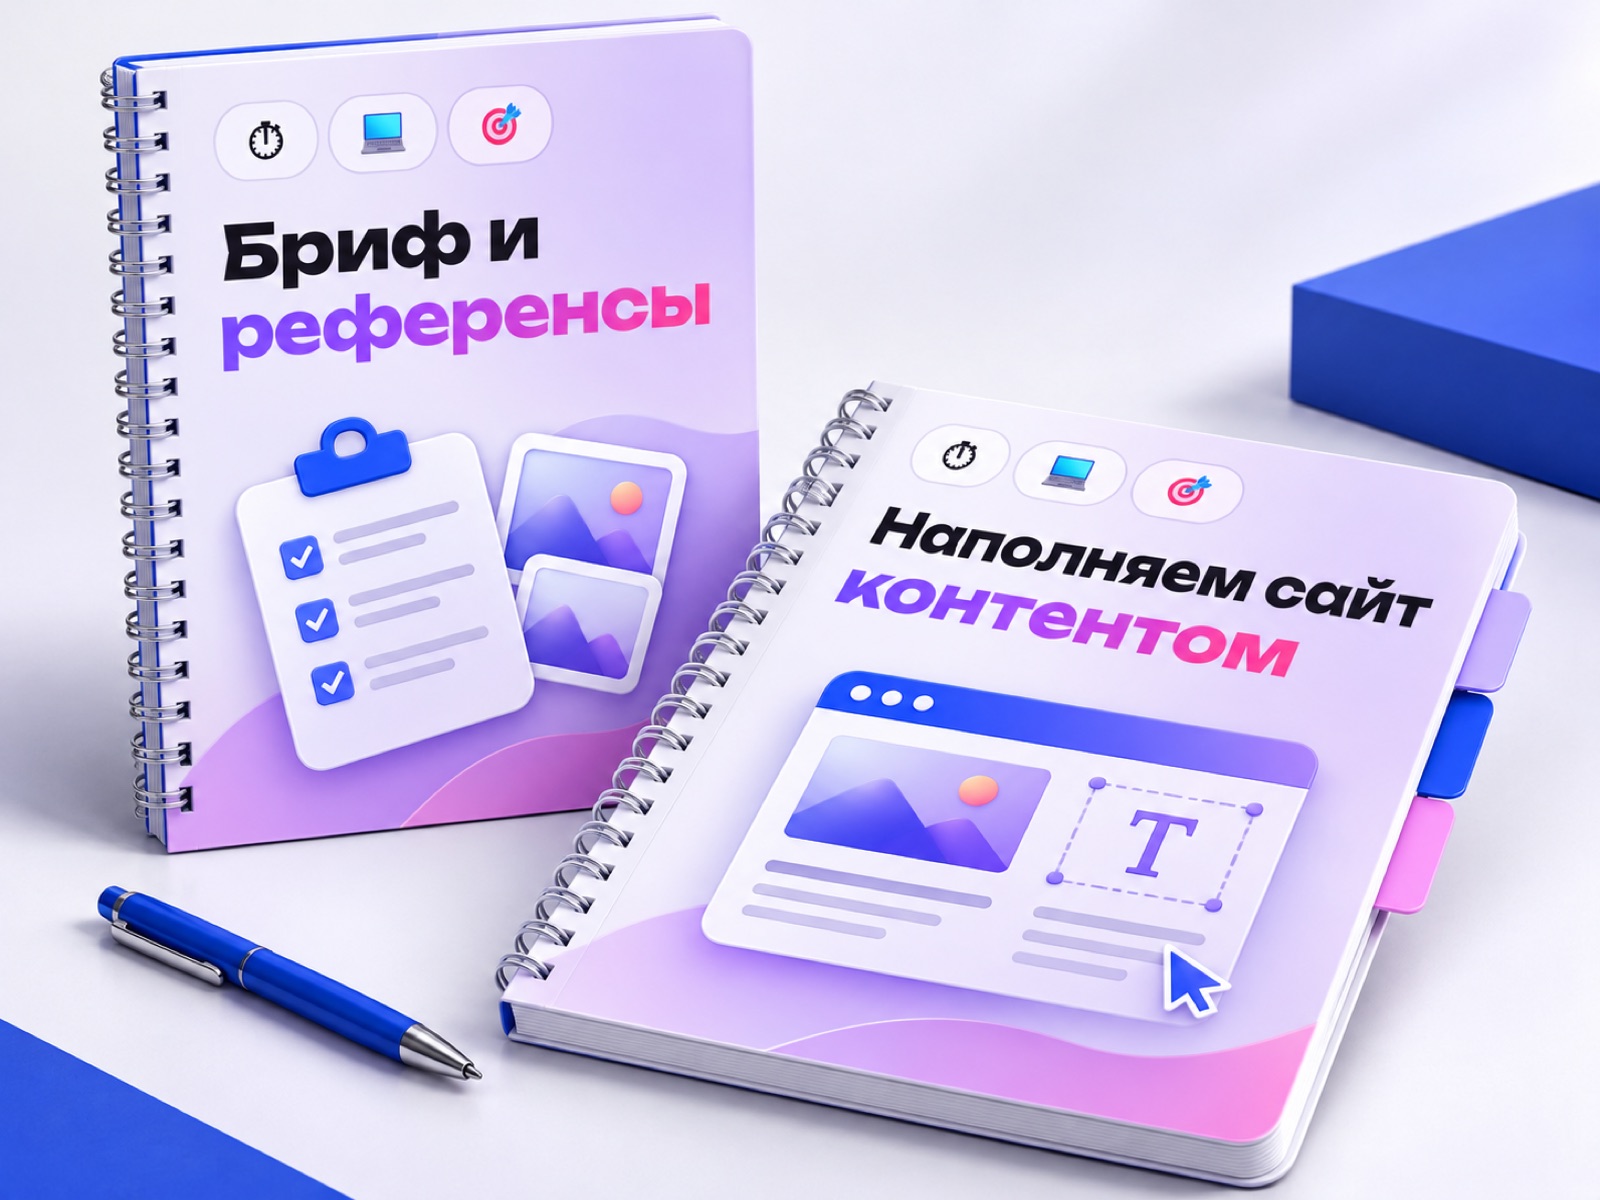 Бриф и
референсы
Наполняем сайт
контентом
T